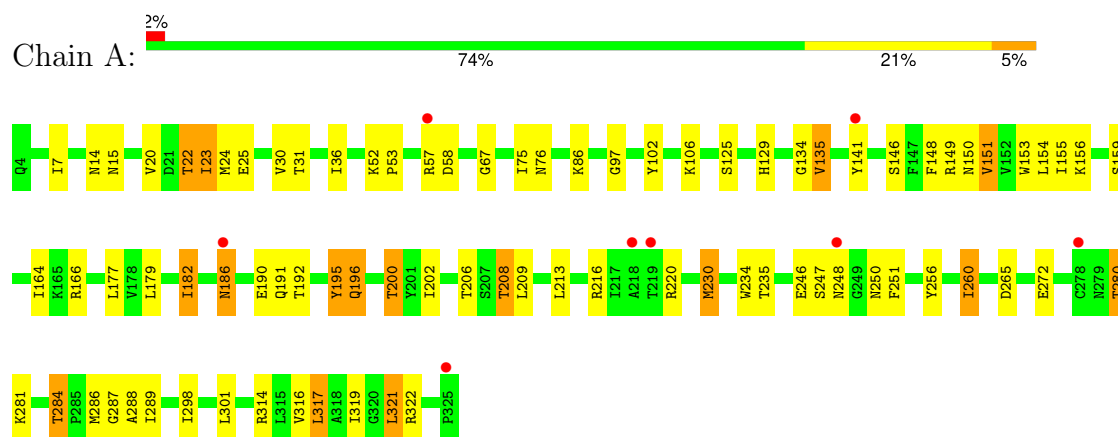 2%
Chain A:
74% 21% 5%
Q4 I7 N14 N15 V20 D21 T22 I23 M24 E25 V30 T31 I36 K52 P53 R57 D58 G67 I75 N76 K86 G97 Y102 K106 S125 H129 G134 V135 Y141 S146 F147 F148 R149 N150 V151 V152 W153 L154 I155 K156 S159
I164 K165 R166 L177 V178 L179 I182 N186 E190 Q191 T192 Y195 Q196 T200 Y201 I202 T206 S207 T208 L209 L213 R216 I217 A218 T219 R220 M230 W234 T235 E246 S247 N248 G249 N250 F251 Y256 I260 D265 E272 C278 N279 T280
K281 T284 P285 M286 G287 A288 I289 I298 L301 R314 L315 V316 L317 A318 I319 G320 L321 R322 P325